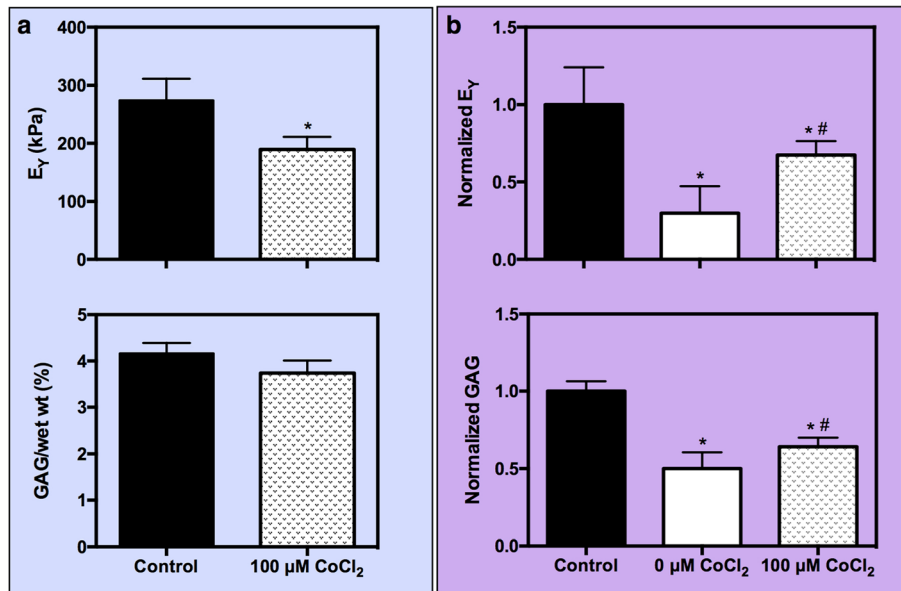 a
400
300
200
100
0
E_Y (kPa)
*
5
4
3
2
1
0
GAG/wet wt (%)
Control
100 µM CoCl₂
b
1.5
1.0
0.5
0.0
Normalized E_Y
*
* #
1.5
1.0
0.5
0.0
Normalized GAG
*
* #
Control
0 µM CoCl₂
100 µM CoCl₂